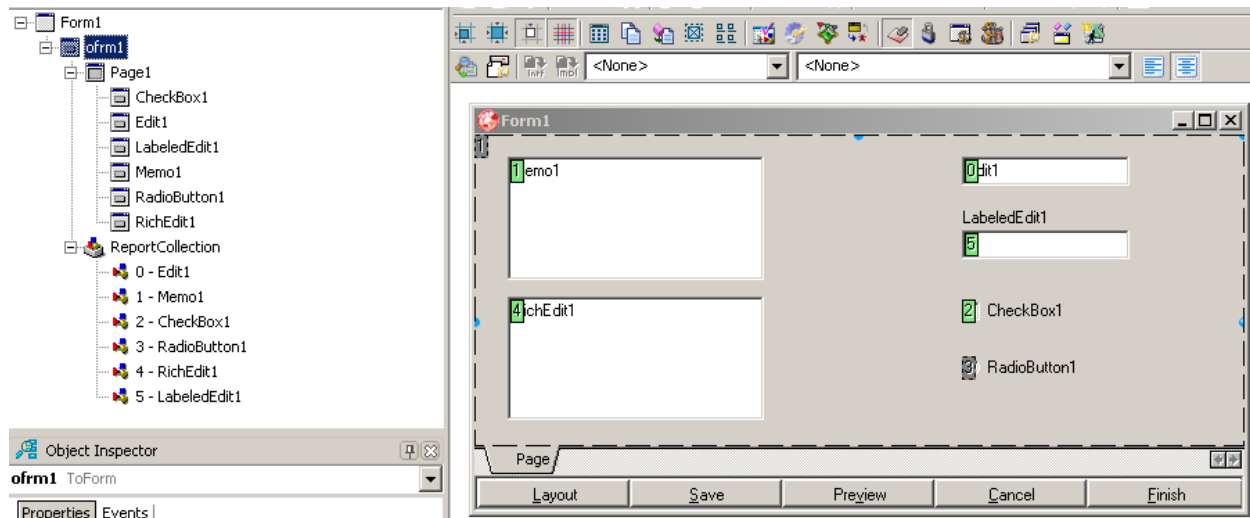 Form1
ofrm1
Page1
CheckBox1
Edit1
LabeledEdit1
Memo1
RadioButton1
RichEdit1
ReportCollection
0 - Edit1
1 - Memo1
2 - CheckBox1
3 - RadioButton1
4 - RichEdit1
5 - LabeledEdit1
Object Inspector
ofrm1 ToForm
Properties Events
Intf Impl <None> <None>
Form1
1
1emo1 0dit1
LabeledEdit1
5
4ichEdit1 2 CheckBox1
3 RadioButton1
Page
Layout Save Preview Cancel Finish